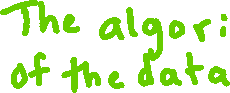 The algori
of the data